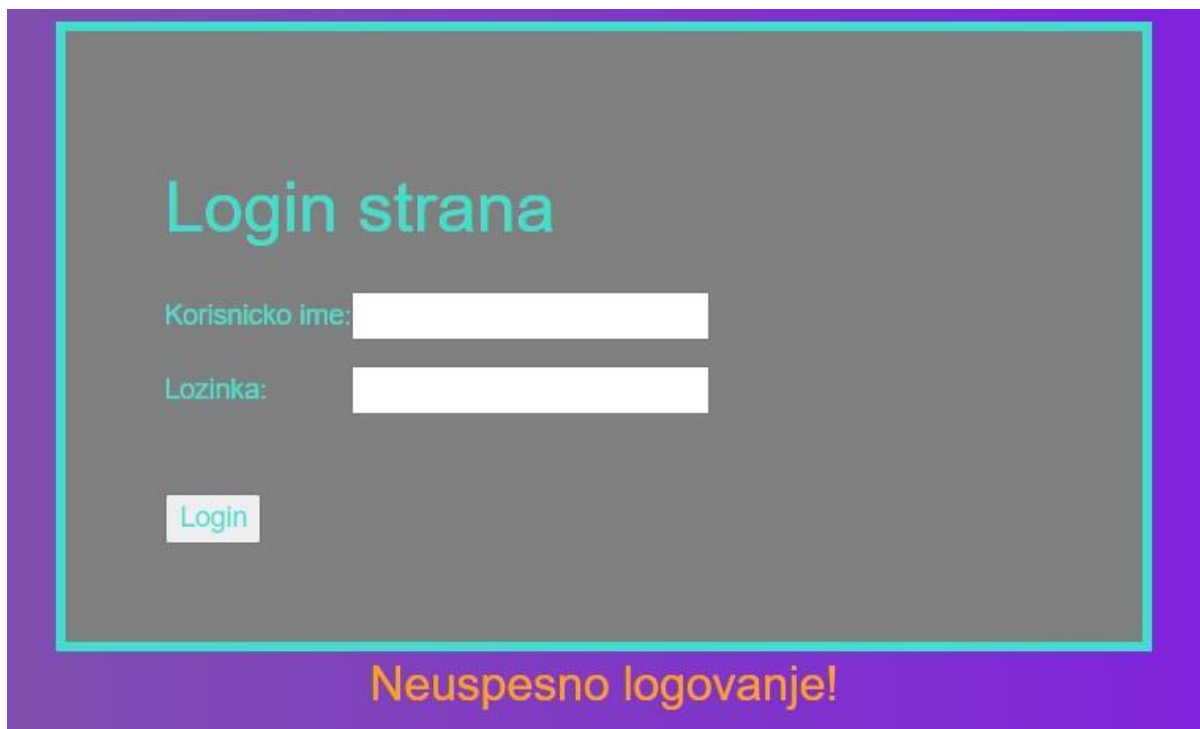 Login strana
Korisnicko ime:
Lozinka:
Login
Neuspesno logovanje!